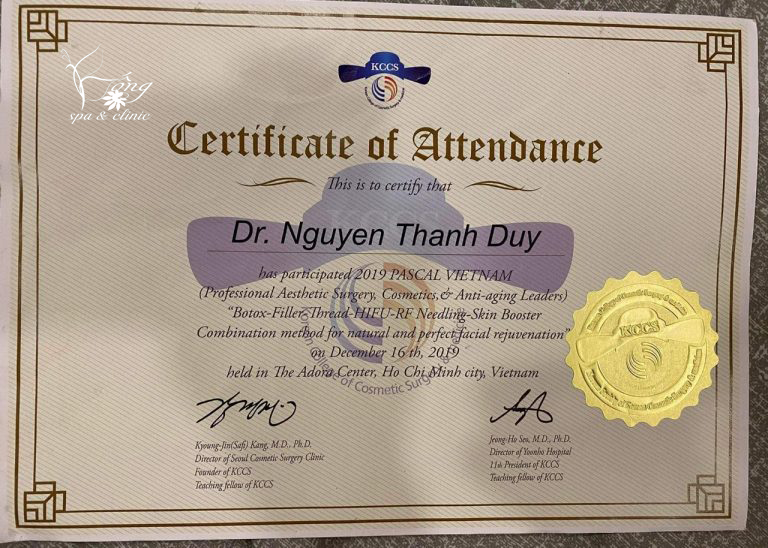 KCCS
spa & clinic
Certificate of Attendance
This is to certify that
KCCS
Dr. Nguyen Thanh Duy
has participated 2019 PASCAL VIETNAM
(Professional Aesthetic Surgery, Cosmetics,& Anti-aging Leaders)
"Botox-Filler-Thread-HIFU-RF Needling-Skin Booster
Combination method for natural and perfect facial rejuvenation"
on December 16th, 2019
held in The Adora Center, Ho Chi Minh city, Vietnam
KCCS
Kyoung-Jin(Safi) Kang, M.D., Ph.D.
Director of Seoul Cosmetic Surgery Clinic
Founder of KCCS
Teaching fellow of KCCS
Jeong-Ho Seo, M.D., Ph.D.
Director of Yoonho Hospital
11th President of KCCS
Teaching fellow of KCCS